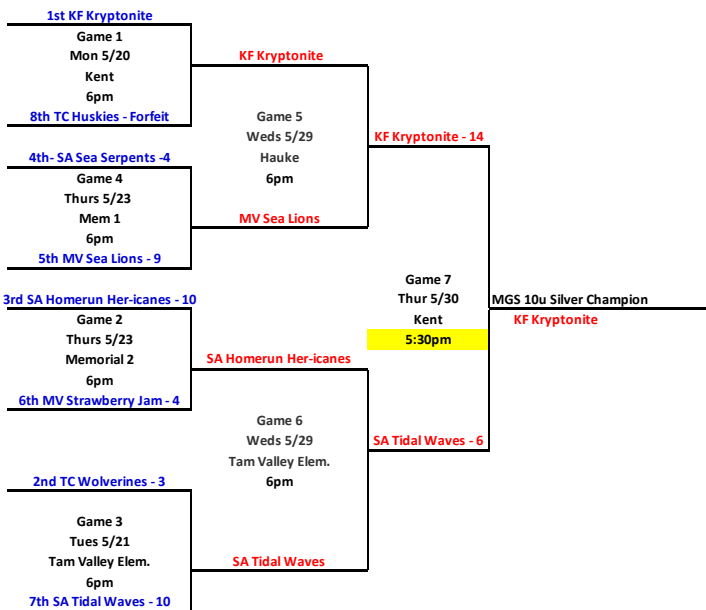 1st KF Kryptonite
Game 1
Mon 5/20
Kent
6pm
8th TC Huskies - Forfeit
4th- SA Sea Serpents -4
Game 4
Thurs 5/23
Mem 1
6pm
5th MV Sea Lions - 9
3rd SA Homerun Her-icanes - 10
Game 2
Thurs 5/23
Memorial 2
6pm
6th MV Strawberry Jam - 4
2nd TC Wolverines - 3
Game 3
Tues 5/21
Tam Valley Elem.
6pm
7th SA Tidal Waves - 10
KF Kryptonite
Game 5
Weds 5/29
Hauke
6pm
MV Sea Lions
SA Homerun Her-icanes
Game 6
Weds 5/29
Tam Valley Elem.
6pm
SA Tidal Waves
KF Kryptonite - 14
Game 7
Thur 5/30
Kent
5:30pm
SA Tidal Waves - 6
MGS 10u Silver Champion
KF Kryptonite